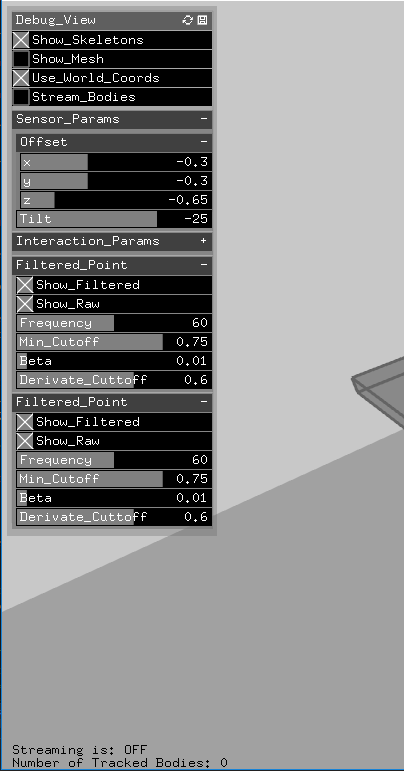 Debug_View
Show_Skeletons
Show_Mesh
Use_World_Coords
Stream_Bodies
Sensor_Params -
Offset -
x -0.3
y -0.3
z -0.65
Tilt -25
Interaction_Params +
Filtered_Point -
Show_Filtered
Show_Raw
Frequency 60
Min_Cutoff 0.75
Beta 0.01
Derivate_Cuttoff 0.6
Filtered_Point -
Show_Filtered
Show_Raw
Frequency 60
Min_Cutoff 0.75
Beta 0.01
Derivate_Cuttoff 0.6
Streaming is: OFF
Number of Tracked Bodies: 0